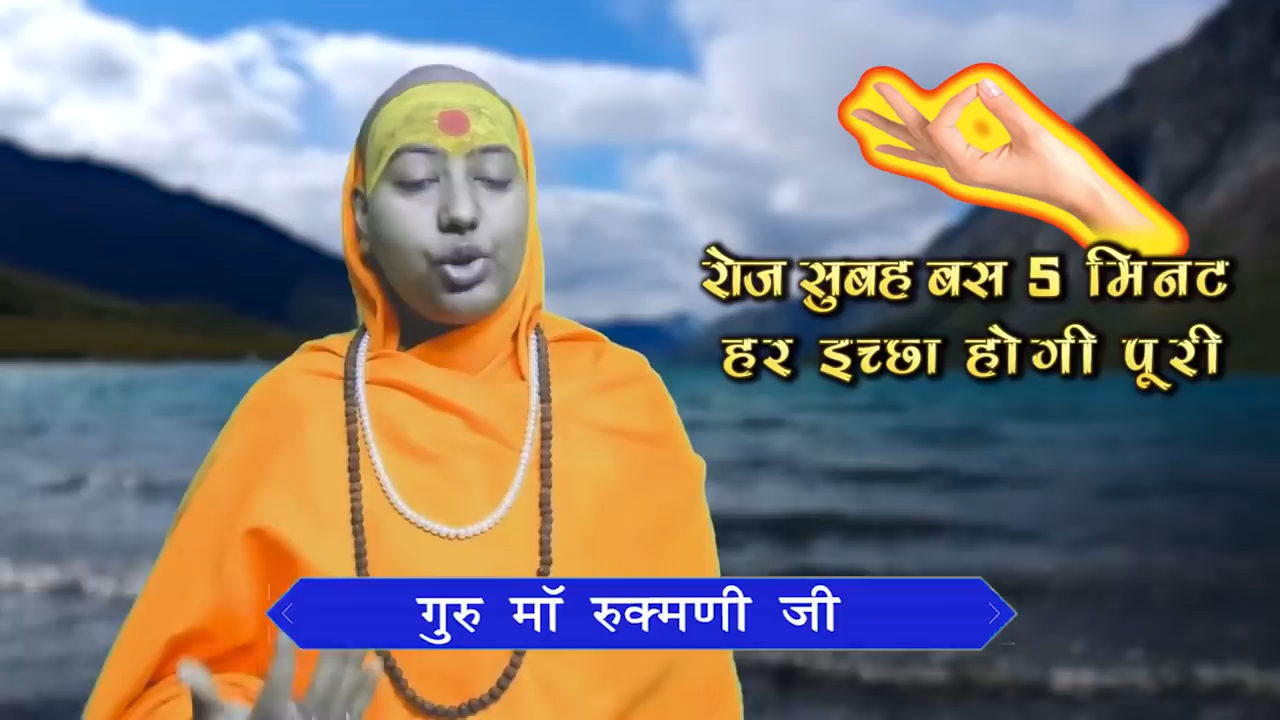 रोज सुबह बस 5 मिनट
हर इच्छा होगी पूरी
गुरु मॉ रुक्मणी जी